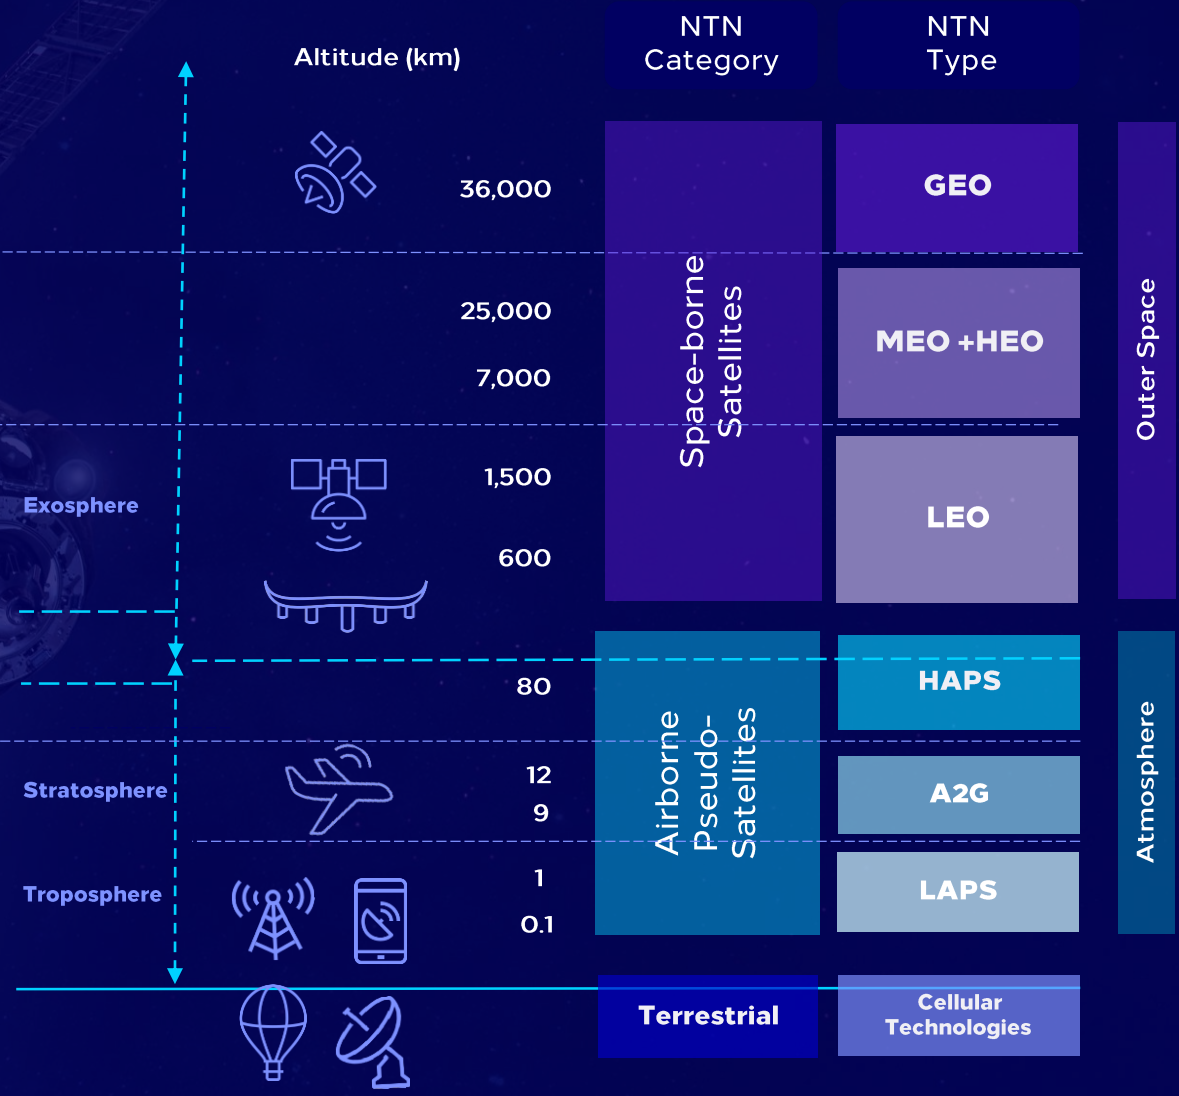 Altitude (km)
NTN
Category
NTN
Type
36,000
GEO
25,000
MEO +HEO
7,000
Space-borne
Satellites
Outer Space
Exosphere
1,500
LEO
600
80
HAPS
Stratosphere
12
9
A2G
Airborne
Pseudo-
Satellites
Atmosphere
Troposphere
1
0.1
LAPS
Terrestrial
Cellular
Technologies